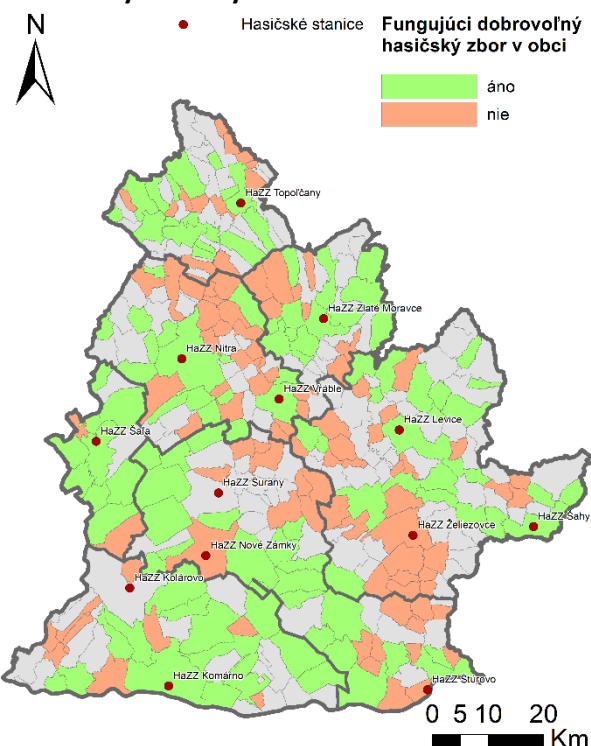 N
Hasičské stanice
Fungujúci dobrovoľný
hasičský zbor v obci
áno
nie
HaZZ Topoľčany
HaZZ Zlaté Moravce
HaZZ Nitra
HaZZ Vráble
HaZZ Levice
HaZZ Šaľa
HaZZ Šurany
HaZZ Šahy
HaZZ Želiezovce
HaZZ Nové Zámky
HaZZ Kolárovo
HaZZ Komárno
HaZZ Štúrovo
0 5 10 20
Km